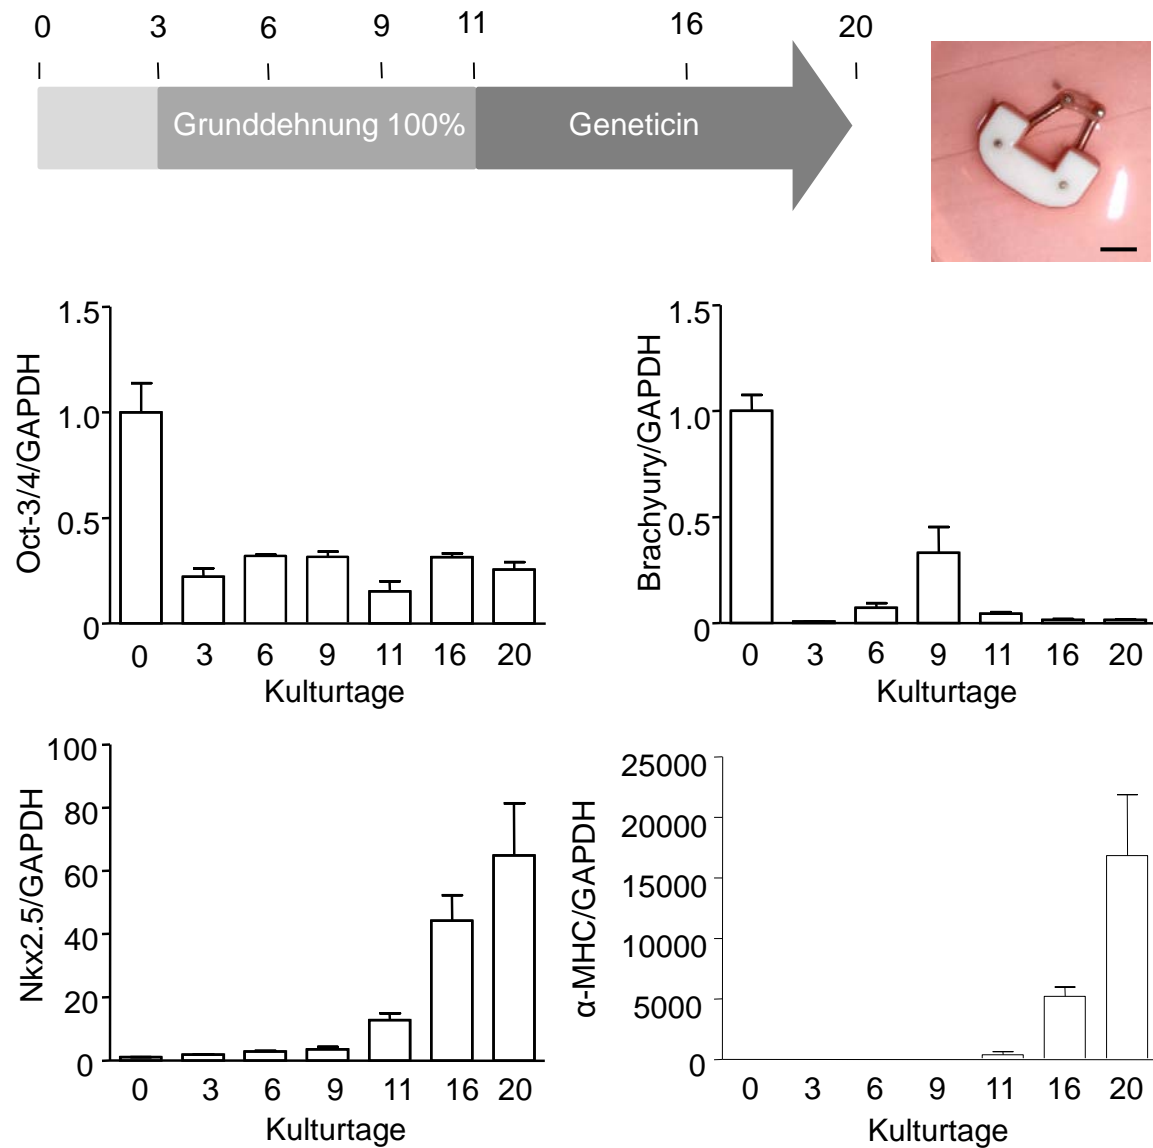 0 3 6 9 11 16 20
Grunddehnung 100% Geneticin
Oct-3/4/GAPDH
1.5
1.0
0.5
0
0 3 6 9 11 16 20
Kulturtage
Brachyury/GAPDH
1.5
1.0
0.5
0
0 3 6 9 11 16 20
Kulturtage
Nkx2.5/GAPDH
100
80
60
40
20
0
0 3 6 9 11 16 20
Kulturtage
α-MHC/GAPDH
25000
20000
15000
10000
5000
0
0 3 6 9 11 16 20
Kulturtage